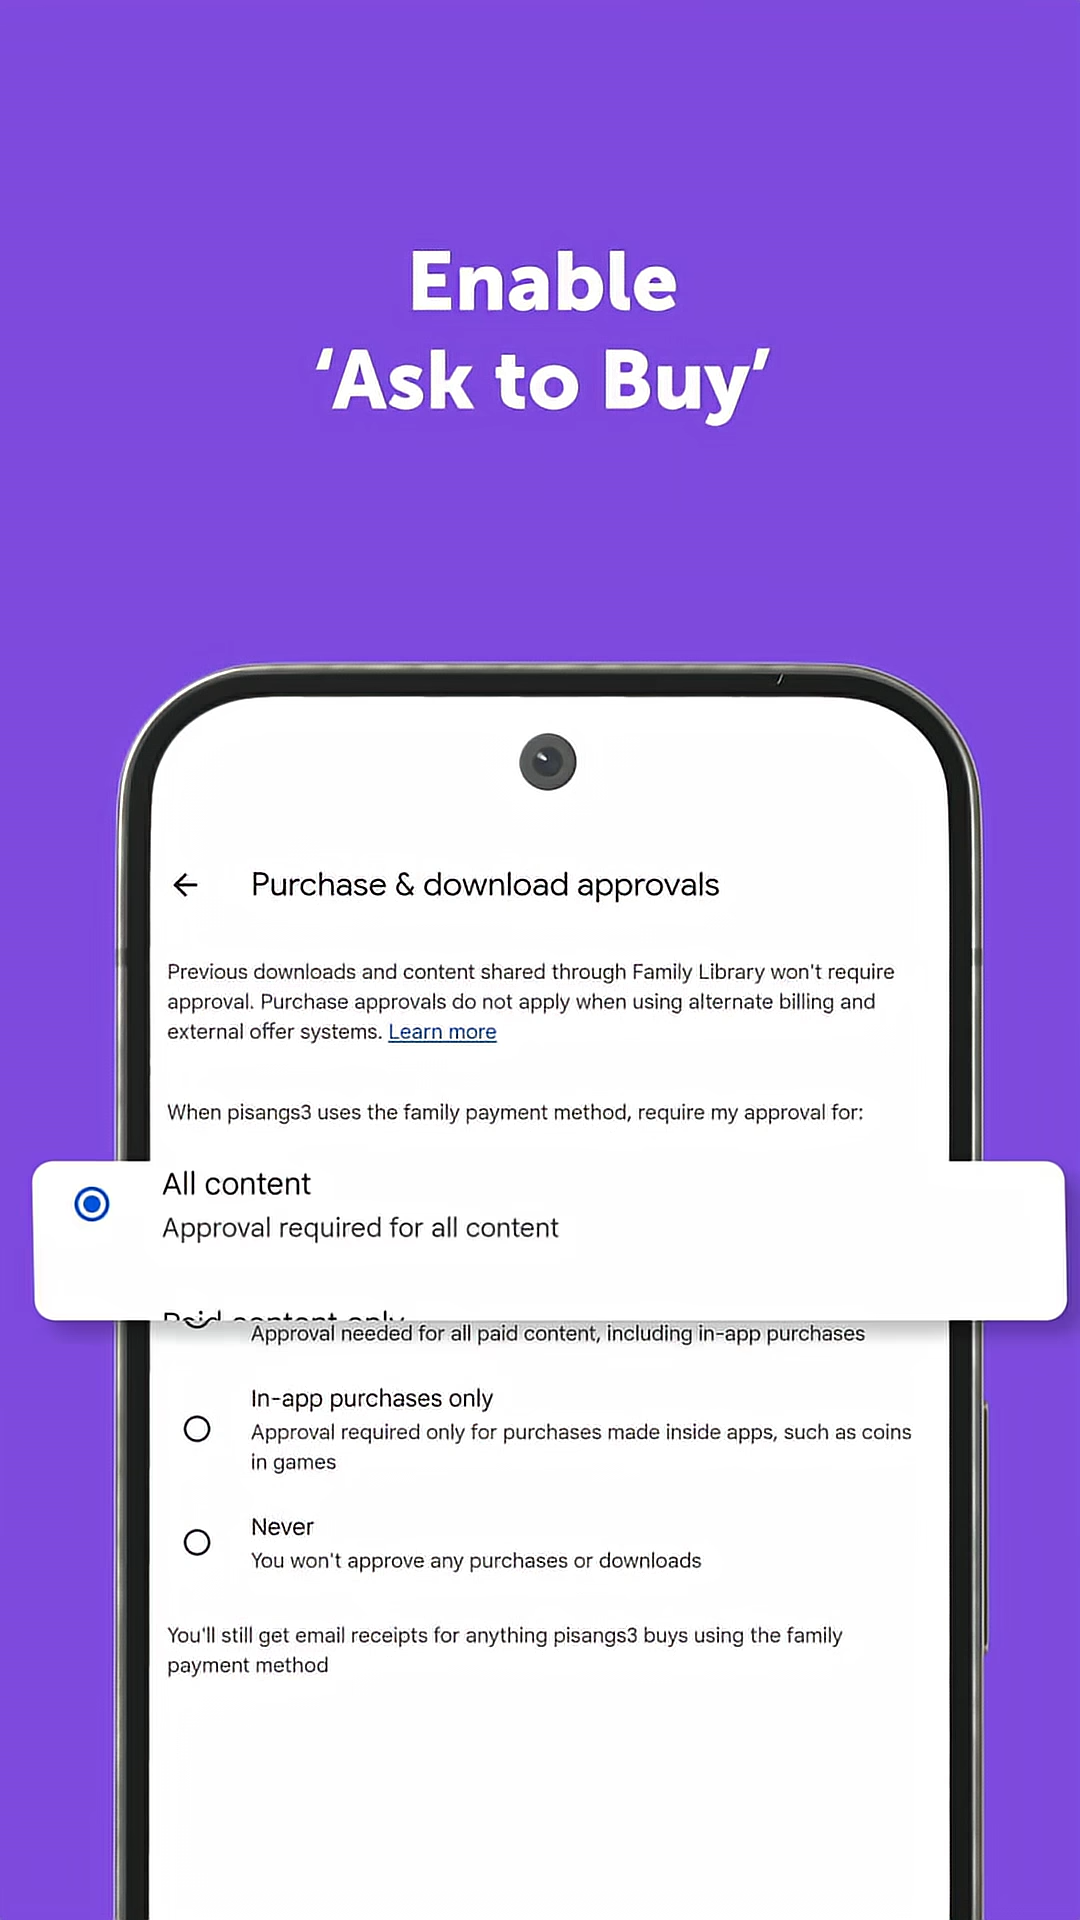 Enable
‘Ask to Buy’
Purchase & download approvals
Previous downloads and content shared through Family Library won't require
approval. Purchase approvals do not apply when using alternate billing and
external offer systems. Learn more
When pisangs3 uses the family payment method, require my approval for:
All content
Approval required for all content
Paid content only
Approval needed for all paid content, including in-app purchases
In-app purchases only
Approval required only for purchases made inside apps, such as coins
in games
Never
You won't approve any purchases or downloads
You'll still get email receipts for anything pisangs3 buys using the family
payment method